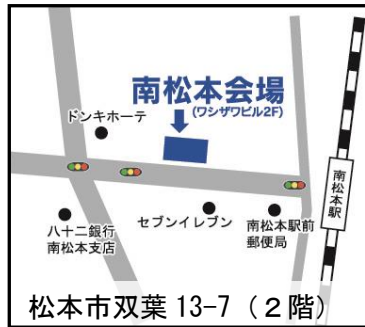 南松本会場
(ワシザワビル2F)
ドンキホーテ
南松本駅
八十二銀行
南松本支店
セブンイレブン
南松本駅前
郵便局
松本市双葉 13-7（２階）